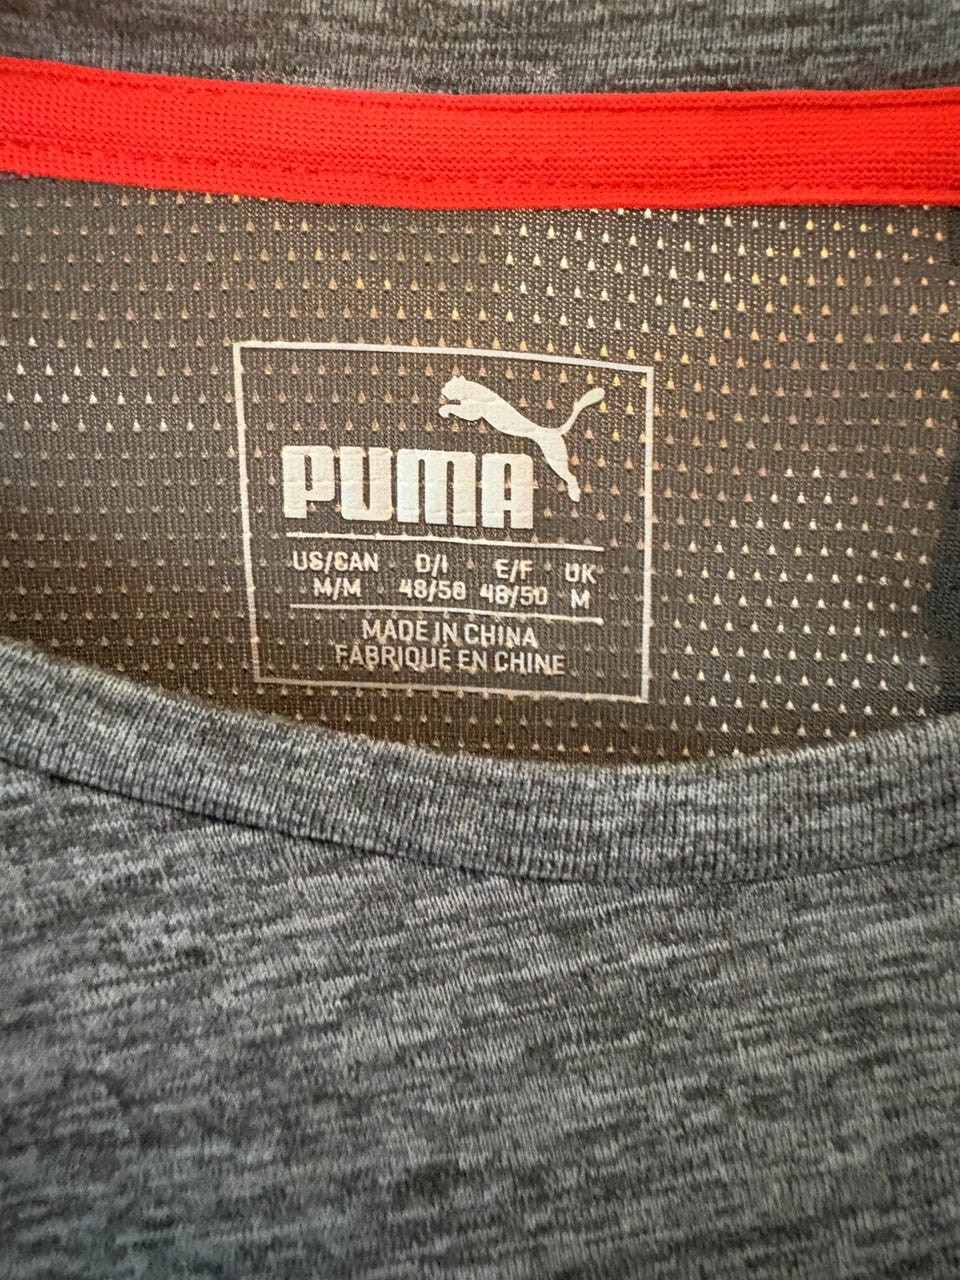 PUMA
US/CAN D/I E/F UK
M/M 48/50 48/50 M
MADE IN CHINA
FABRIQUÉ EN CHINE